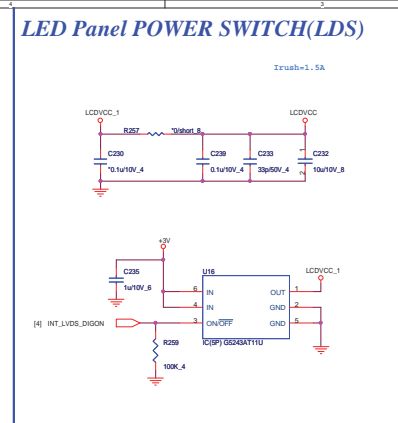 4 3
LED Panel POWER SWITCH(LDS)
Irush=1.5A
LCDVCC_1 LCDVCC
R257 *0/short_8
C230 C239 C233 1 C232
*0.1u/10V_4 0.1u/10V_4 33p/50V_4 2 10u/10V_8
+3V
C235 U16 LCDVCC_1
1u/10V_6 6 IN OUT 1
4 IN GND 2
[4] INT_LVDS_DIGON 3 ON/OFF GND 5
R259 IC(5P) G5243AT11U
100K_4